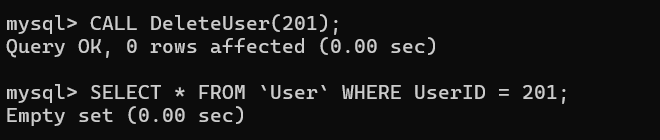 mysql> CALL DeleteUser(201);
Query OK, 0 rows affected (0.00 sec)
mysql> SELECT * FROM `User` WHERE UserID = 201;
Empty set (0.00 sec)